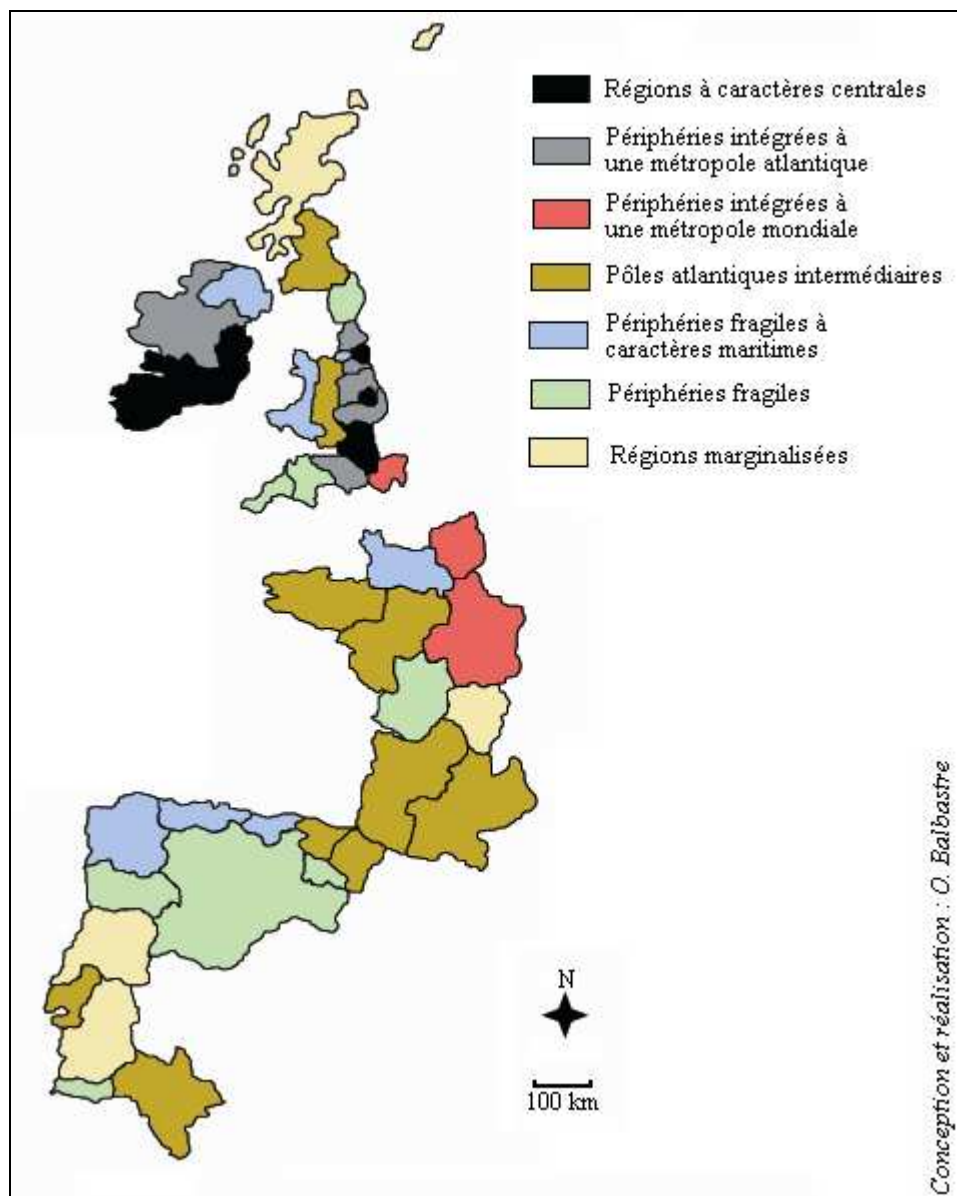 Régions à caractères centrales
Périphéries intégrées à
une métropole atlantique
Périphéries intégrées à
une métropole mondiale
Pôles atlantiques intermédiaires
Périphéries fragiles à
caractères maritimes
Périphéries fragiles
Régions marginalisées
N
100 km
Conception et réalisation : O. Balbastre